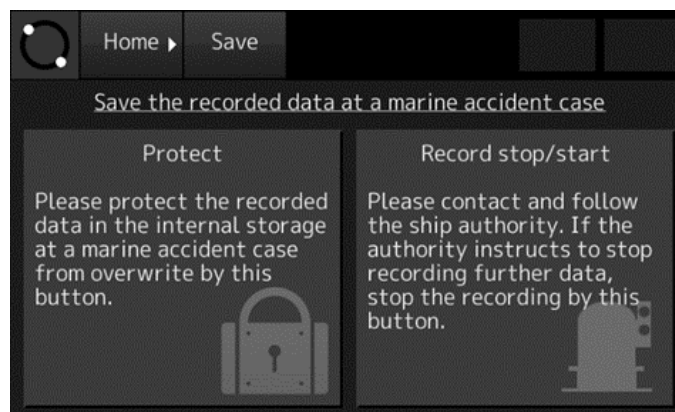 Home
Save
Save the recorded data at a marine accident case
Protect
Please protect the recorded
data in the internal storage
at a marine accident case
from overwrite by this
button.
Record stop/start
Please contact and follow
the ship authority. If the
authority instructs to stop
recording further data,
stop the recording by this
button.